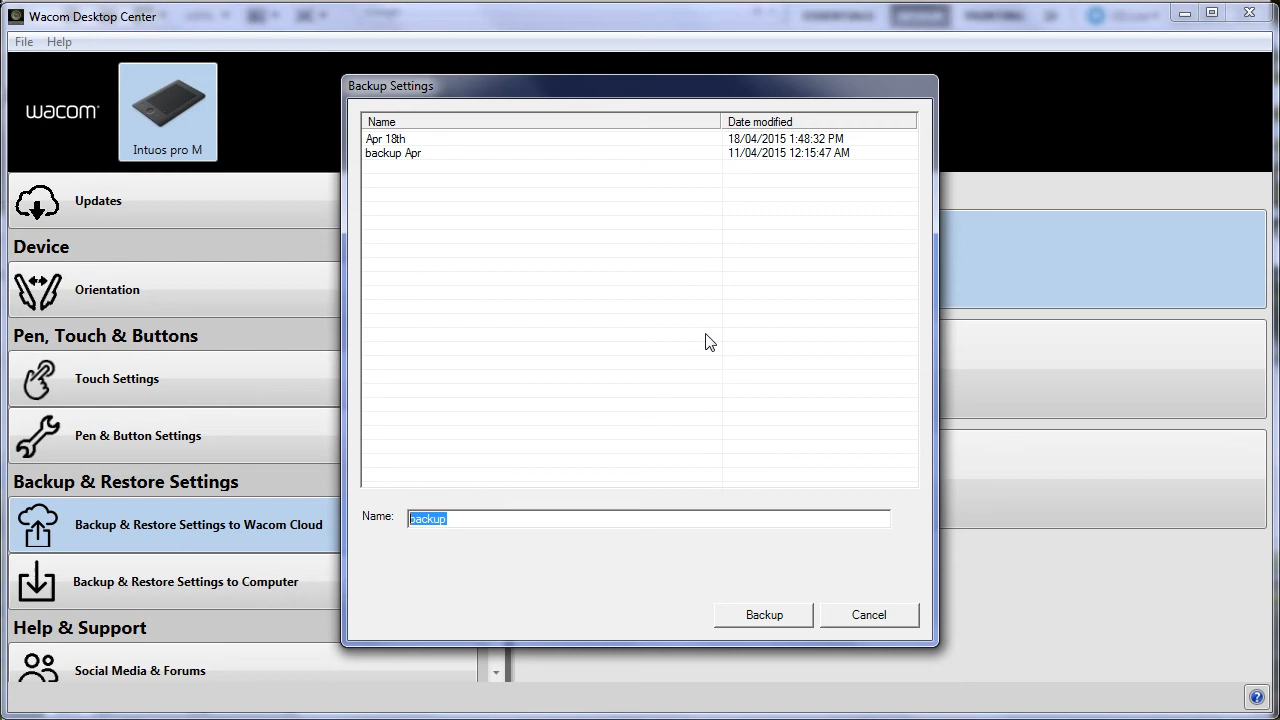 Wacom Desktop Center
File Help
wacom
Intuos pro M
Updates
Device
Orientation
Pen, Touch & Buttons
Touch Settings
Pen & Button Settings
Backup & Restore Settings
Backup & Restore Settings to Wacom Cloud
Backup & Restore Settings to Computer
Help & Support
Social Media & Forums
Backup Settings
Name Date modified
Apr 18th 18/04/2015 1:48:32 PM
backup Apr 11/04/2015 12:15:47 AM
Name: backup
Backup Cancel